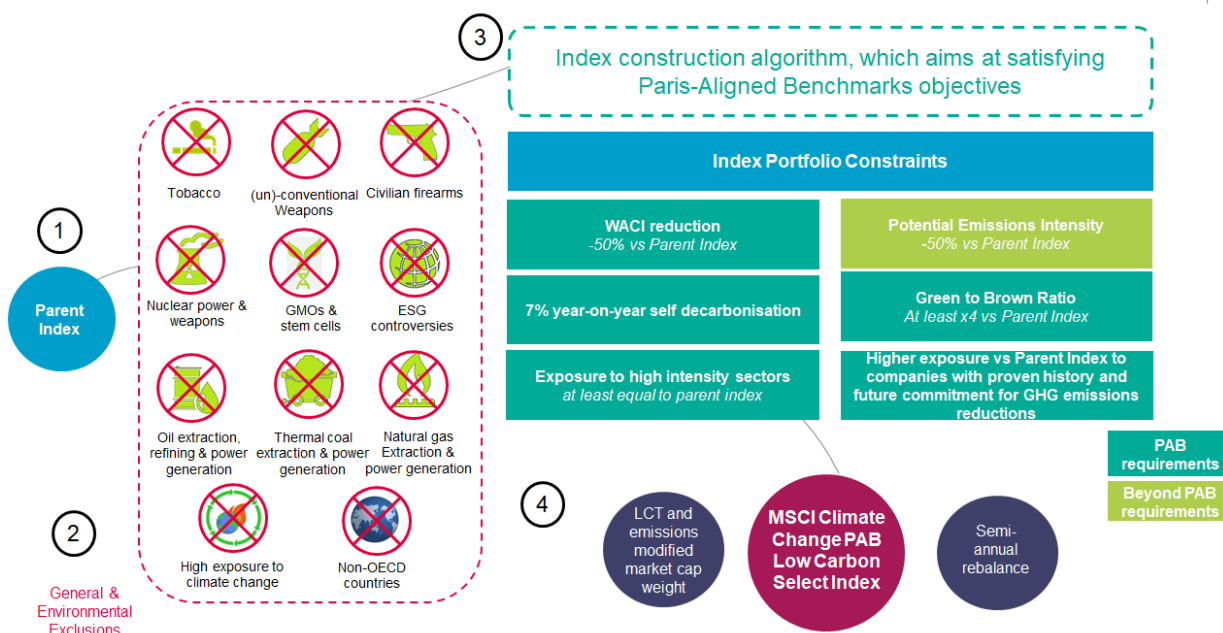 1
Parent
Index
2
General &
Environmental
Exclusions
Tobacco
(un)-conventional
Weapons
Civilian firearms
Nuclear power &
weapons
GMOs &
stem cells
ESG
controversies
Oil extraction,
refining & power
generation
Thermal coal
extraction & power
generation
Natural gas
Extraction &
power generation
High exposure to
climate change
Non-OECD
countries
3
Index construction algorithm, which aims at satisfying
Paris-Aligned Benchmarks objectives
Index Portfolio Constraints
WACI reduction
-50% vs Parent Index
Potential Emissions Intensity
-50% vs Parent Index
7% year-on-year self decarbonisation
Green to Brown Ratio
At least x4 vs Parent Index
Exposure to high intensity sectors
at least equal to parent index
Higher exposure vs Parent Index to
companies with proven history and
future commitment for GHG emissions
reductions
PAB
requirements
Beyond PAB
requirements
4
LCT and
emissions
modified
market cap
weight
MSCI Climate
Change PAB
Low Carbon
Select Index
Semi-
annual
rebalance